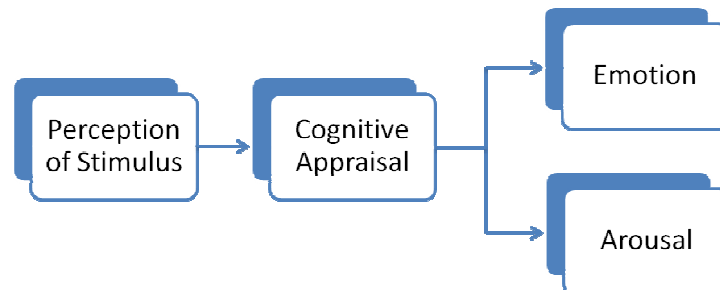 Perception
of Stimulus
Cognitive
Appraisal
Emotion
Arousal